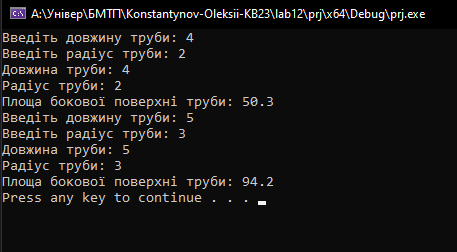 A:\Універ\БМТП\Konstantynov-Oleksii-KB23\lab12\prj\x64\Debug\prj.exe
Введіть довжину труби: 4
Введіть радіус труби: 2
Довжина труби: 4
Радіус труби: 2
Площа бокової поверхні труби: 50.3
Введіть довжину труби: 5
Введіть радіус труби: 3
Довжина труби: 5
Радіус труби: 3
Площа бокової поверхні труби: 94.2
Press any key to continue . . .